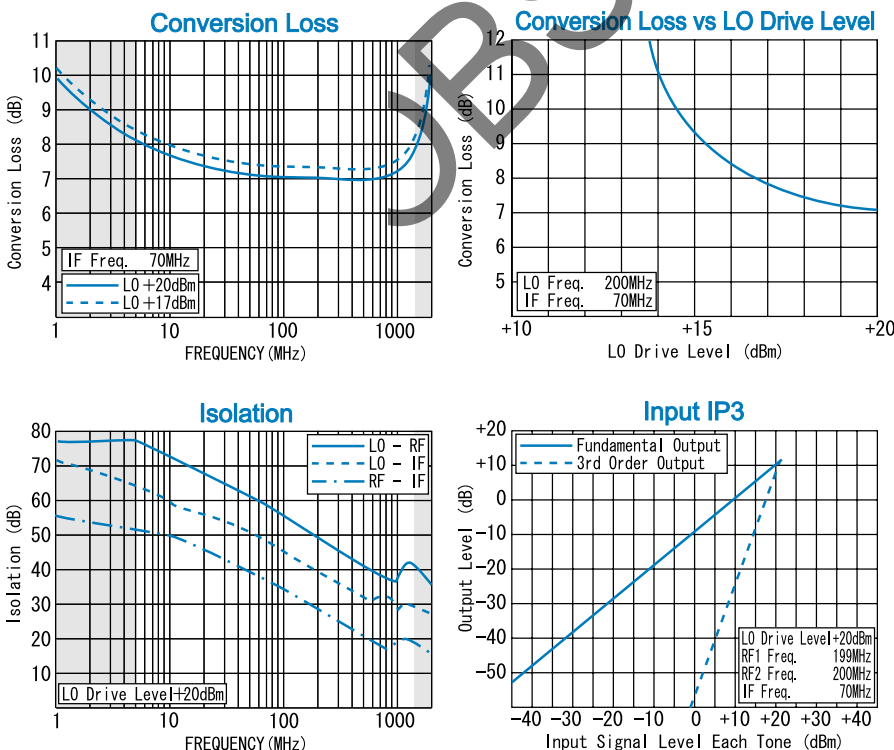 Conversion Loss
11
10
9
8
7
6
5
4
Conversion Loss (dB)
IF Freq. 70MHz
LO +20dBm
LO +17dBm
1 10 100 1000
FREQUENCY(MHz)
Conversion Loss vs LO Drive Level
12
11
10
9
8
7
6
5
Conversion Loss (dB)
LO Freq. 200MHz
IF Freq. 70MHz
+10 +15 +20
LO Drive Level (dBm)
Isolation
80
70
60
50
40
30
20
10
Isolation (dB)
LO - RF
LO - IF
RF - IF
LO Drive Level+20dBm
1 10 100 1000
FREQUENCY(MHz)
Input IP3
+20
+10
0
-10
-20
-30
-40
-50
Output Level (dB)
Fundamental Output
3rd Order Output
LO Drive Level+20dBm
RF1 Freq. 199MHz
RF2 Freq. 200MHz
IF Freq. 70MHz
-40 -30 -20 -10 0 +10 +20 +30 +40
Input Signal Level Each Tone (dBm)